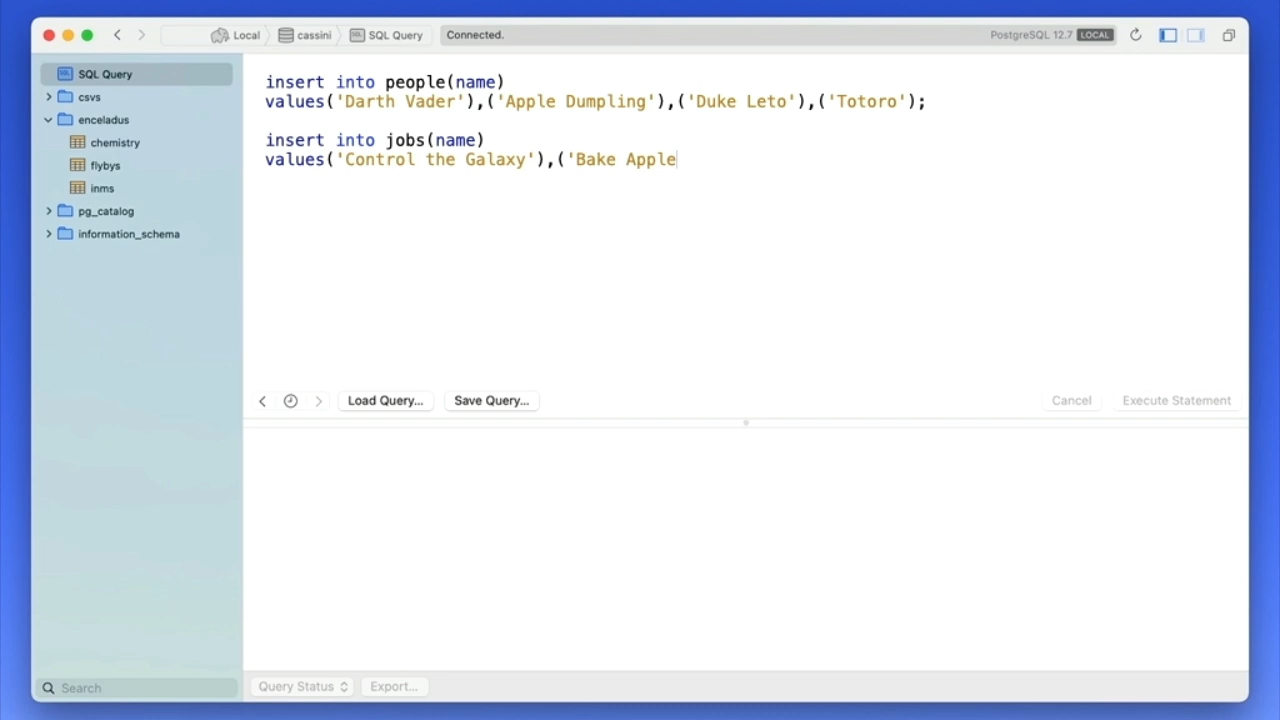 Local cassini SQL Query Connected. PostgreSQL 12.7 LOCAL
SQL Query
csvs
enceladus
chemistry
flybys
inms
pg_catalog
information_schema
Search
insert into people(name)
values('Darth Vader'),('Apple Dumpling'),('Duke Leto'),('Totoro');
insert into jobs(name)
values('Control the Galaxy'),('Bake Apple
Load Query... Save Query... Cancel Execute Statement
Query Status Export...